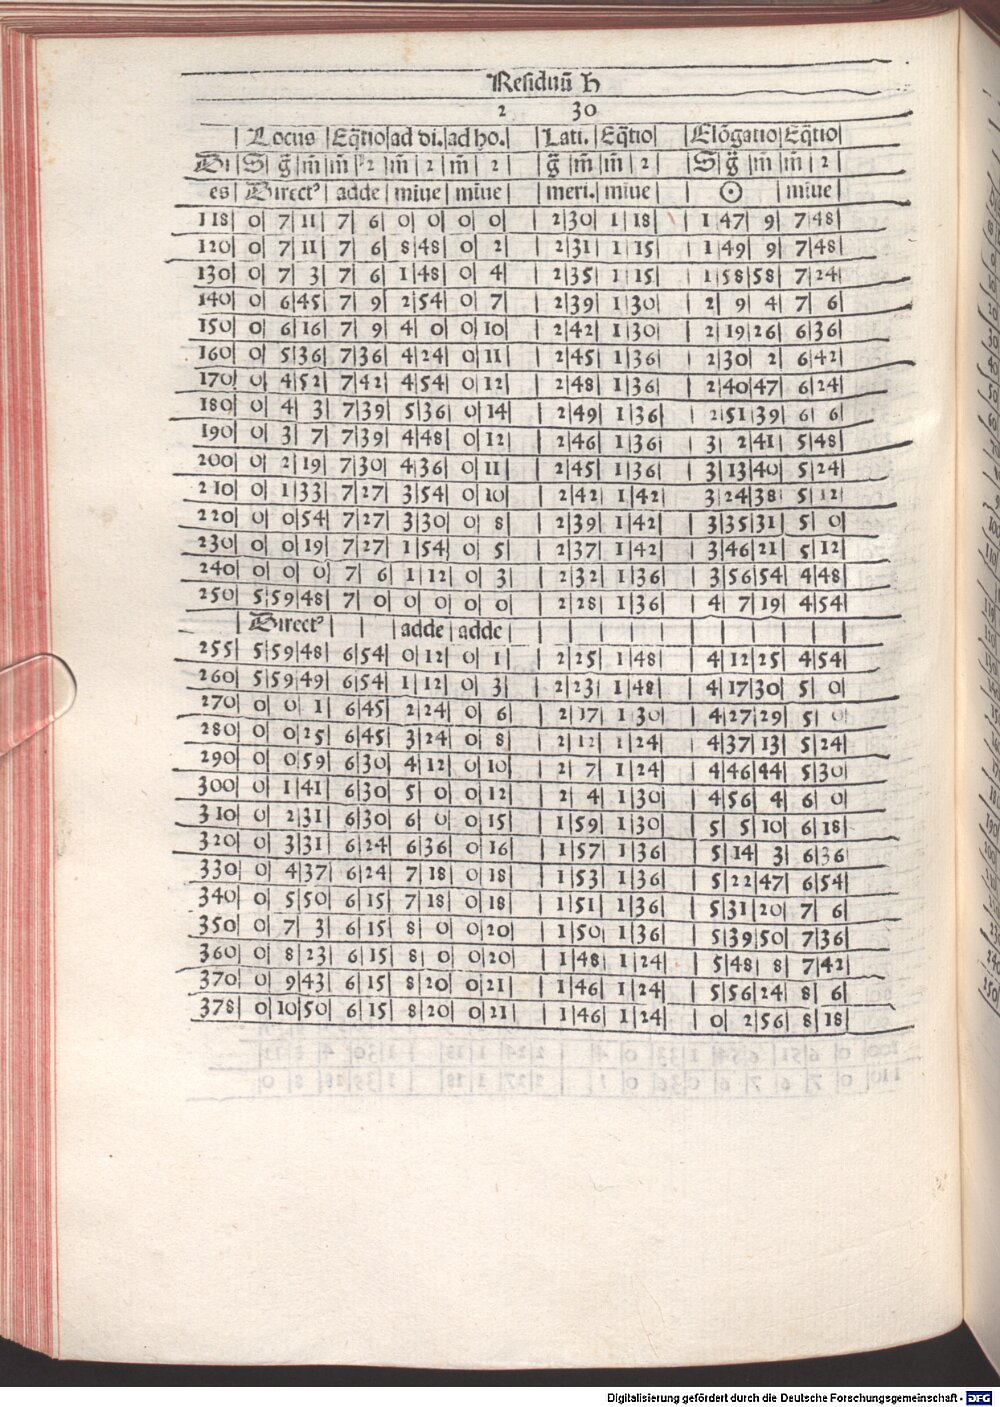 Residuũ ♄
2 30
| Locus | Eq̃tio | ad di. | ad ho. | Lati. | Eq̃tio | Elõgatio | Eq̃tio |
Di | S | g̃ | m̃ | m̃ | 2 | m̃ | 2 | m̃ | 2 | g̃ | m̃ | m̃ | 2 | S | g̃ | m̃ | m̃ | 2 |
es | Direct⁹ | adde | miue | miue | meri. | miue | ☉ | miue |
118 | 0 | 7 | 11 | 7 | 6 | 0 | 0 | 0 | 0 | 2 | 30 | 1 | 18 | 1 | 47 | 9 | 7 | 48 |
120 | 0 | 7 | 11 | 7 | 6 | 8 | 48 | 0 | 2 | 2 | 31 | 1 | 15 | 1 | 49 | 9 | 7 | 48 |
130 | 0 | 7 | 3 | 7 | 6 | 1 | 48 | 0 | 4 | 2 | 35 | 1 | 15 | 1 | 58 | 58 | 7 | 24 |
140 | 0 | 6 | 45 | 7 | 9 | 2 | 54 | 0 | 7 | 2 | 39 | 1 | 30 | 2 | 9 | 4 | 7 | 6 |
150 | 0 | 6 | 16 | 7 | 9 | 4 | 0 | 0 | 10 | 2 | 42 | 1 | 30 | 2 | 19 | 26 | 6 | 36 |
160 | 0 | 5 | 36 | 7 | 36 | 4 | 24 | 0 | 11 | 2 | 45 | 1 | 36 | 2 | 30 | 2 | 6 | 42 |
170 | 0 | 4 | 52 | 7 | 42 | 4 | 54 | 0 | 12 | 2 | 48 | 1 | 36 | 2 | 40 | 47 | 6 | 24 |
180 | 0 | 4 | 3 | 7 | 39 | 5 | 36 | 0 | 14 | 2 | 49 | 1 | 36 | 2 | 51 | 39 | 6 | 6 |
190 | 0 | 3 | 7 | 7 | 39 | 4 | 48 | 0 | 12 | 2 | 46 | 1 | 36 | 3 | 2 | 41 | 5 | 48 |
200 | 0 | 2 | 19 | 7 | 30 | 4 | 36 | 0 | 11 | 2 | 45 | 1 | 36 | 3 | 13 | 40 | 5 | 24 |
210 | 0 | 1 | 33 | 7 | 27 | 3 | 54 | 0 | 10 | 2 | 42 | 1 | 42 | 3 | 24 | 38 | 5 | 12 |
220 | 0 | 0 | 54 | 7 | 27 | 3 | 30 | 0 | 8 | 2 | 39 | 1 | 42 | 3 | 35 | 31 | 5 | 0 |
230 | 0 | 0 | 19 | 7 | 27 | 1 | 54 | 0 | 5 | 2 | 37 | 1 | 42 | 3 | 46 | 21 | 5 | 12 |
240 | 0 | 0 | 0 | 7 | 6 | 1 | 12 | 0 | 3 | 2 | 32 | 1 | 36 | 3 | 56 | 54 | 4 | 48 |
250 | 5 | 59 | 48 | 7 | 0 | 0 | 0 | 0 | 0 | 2 | 28 | 1 | 36 | 4 | 7 | 19 | 4 | 54 |
| Direct⁹ | | | adde | adde |
255 | 5 | 59 | 48 | 6 | 54 | 0 | 12 | 0 | 1 | 2 | 25 | 1 | 48 | 4 | 12 | 25 | 4 | 54 |
260 | 5 | 59 | 49 | 6 | 54 | 1 | 12 | 0 | 3 | 2 | 23 | 1 | 48 | 4 | 17 | 30 | 5 | 0 |
270 | 0 | 0 | 1 | 6 | 45 | 2 | 24 | 0 | 6 | 2 | 17 | 1 | 30 | 4 | 27 | 29 | 5 | 0 |
280 | 0 | 0 | 25 | 6 | 45 | 3 | 24 | 0 | 8 | 2 | 12 | 1 | 24 | 4 | 37 | 13 | 5 | 24 |
290 | 0 | 0 | 59 | 6 | 30 | 4 | 12 | 0 | 10 | 2 | 7 | 1 | 24 | 4 | 46 | 44 | 5 | 30 |
300 | 0 | 1 | 41 | 6 | 30 | 5 | 0 | 0 | 12 | 2 | 4 | 1 | 30 | 4 | 56 | 4 | 6 | 0 |
310 | 0 | 2 | 31 | 6 | 30 | 6 | 0 | 0 | 15 | 1 | 59 | 1 | 30 | 5 | 5 | 10 | 6 | 18 |
320 | 0 | 3 | 31 | 6 | 24 | 6 | 36 | 0 | 16 | 1 | 57 | 1 | 36 | 5 | 14 | 3 | 6 | 36 |
330 | 0 | 4 | 37 | 6 | 24 | 7 | 18 | 0 | 18 | 1 | 53 | 1 | 36 | 5 | 22 | 47 | 6 | 54 |
340 | 0 | 5 | 50 | 6 | 15 | 7 | 18 | 0 | 18 | 1 | 51 | 1 | 36 | 5 | 31 | 20 | 7 | 6 |
350 | 0 | 7 | 3 | 6 | 15 | 8 | 0 | 0 | 20 | 1 | 50 | 1 | 36 | 5 | 39 | 50 | 7 | 36 |
360 | 0 | 8 | 23 | 6 | 15 | 8 | 0 | 0 | 20 | 1 | 48 | 1 | 24 | 5 | 48 | 8 | 7 | 42 |
370 | 0 | 9 | 43 | 6 | 15 | 8 | 20 | 0 | 21 | 1 | 46 | 1 | 24 | 5 | 56 | 24 | 8 | 6 |
378 | 0 | 10 | 50 | 6 | 15 | 8 | 20 | 0 | 21 | 1 | 46 | 1 | 24 | 0 | 2 | 56 | 8 | 18 |
Digitalisierung gefördert durch die Deutsche Forschungsgemeinschaft - DFG